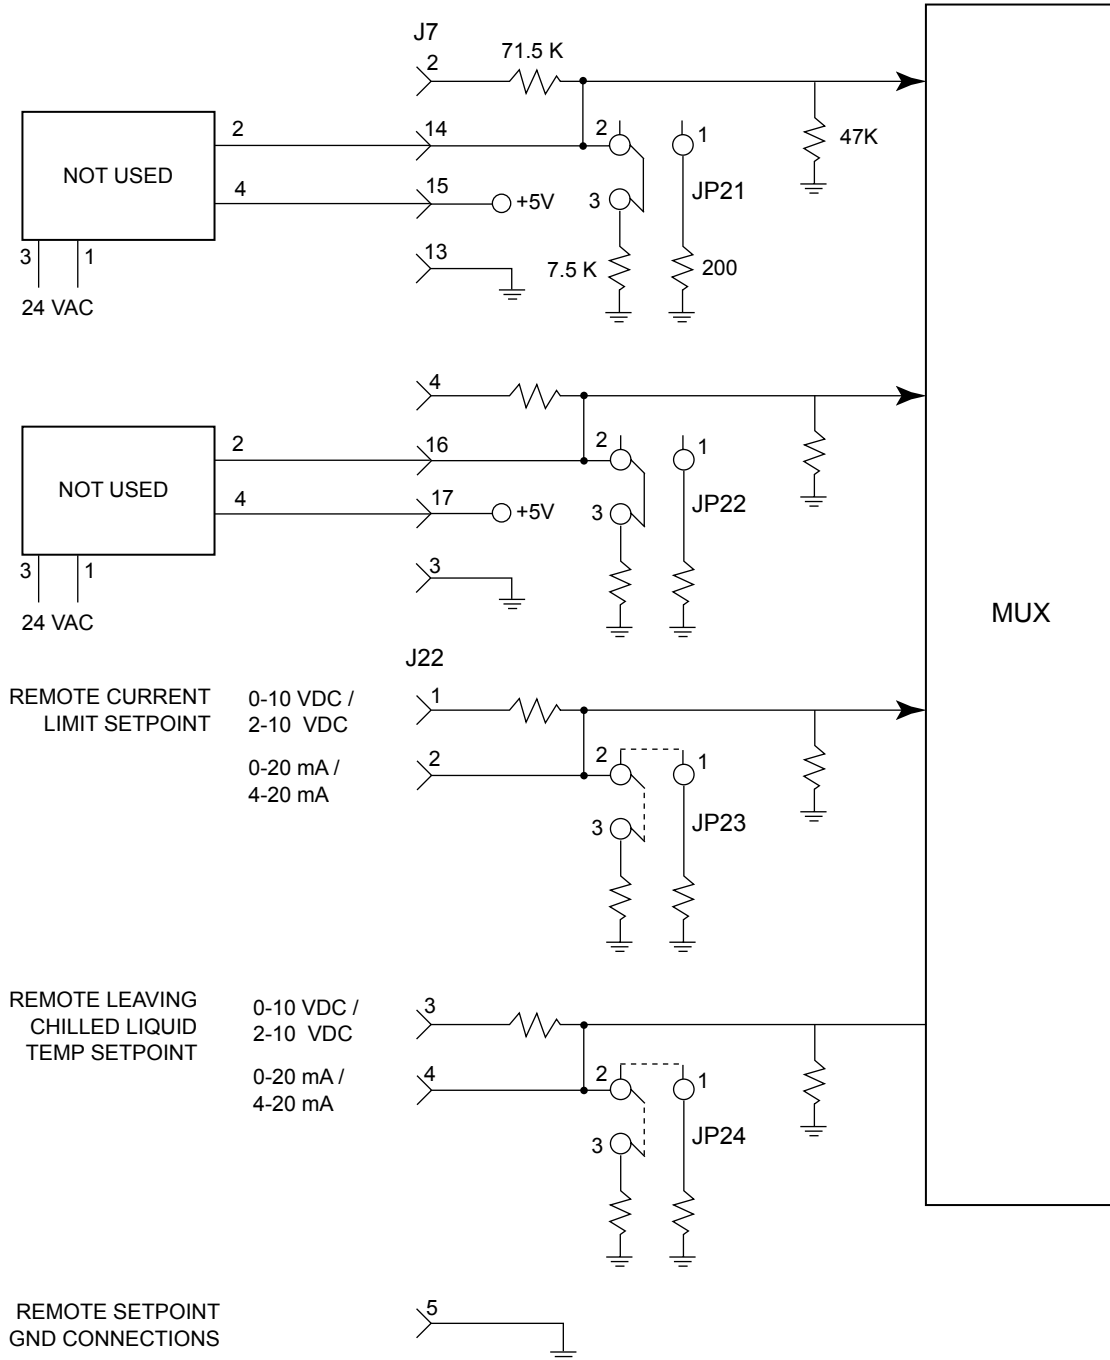 J7
2
71.5 K
47K
NOT USED
2
14
2
1
4
15
+5V
3
JP21
3
1
24 VAC
13
7.5 K
200
4
NOT USED
2
16
2
1
4
17
+5V
3
JP22
3
1
24 VAC
3
MUX
J22
REMOTE CURRENT
LIMIT SETPOINT
0-10 VDC /
2-10 VDC
1
0-20 mA /
4-20 mA
2
2
1
3
JP23
REMOTE LEAVING
CHILLED LIQUID
TEMP SETPOINT
0-10 VDC /
2-10 VDC
3
0-20 mA /
4-20 mA
4
2
1
3
JP24
REMOTE SETPOINT
GND CONNECTIONS
5